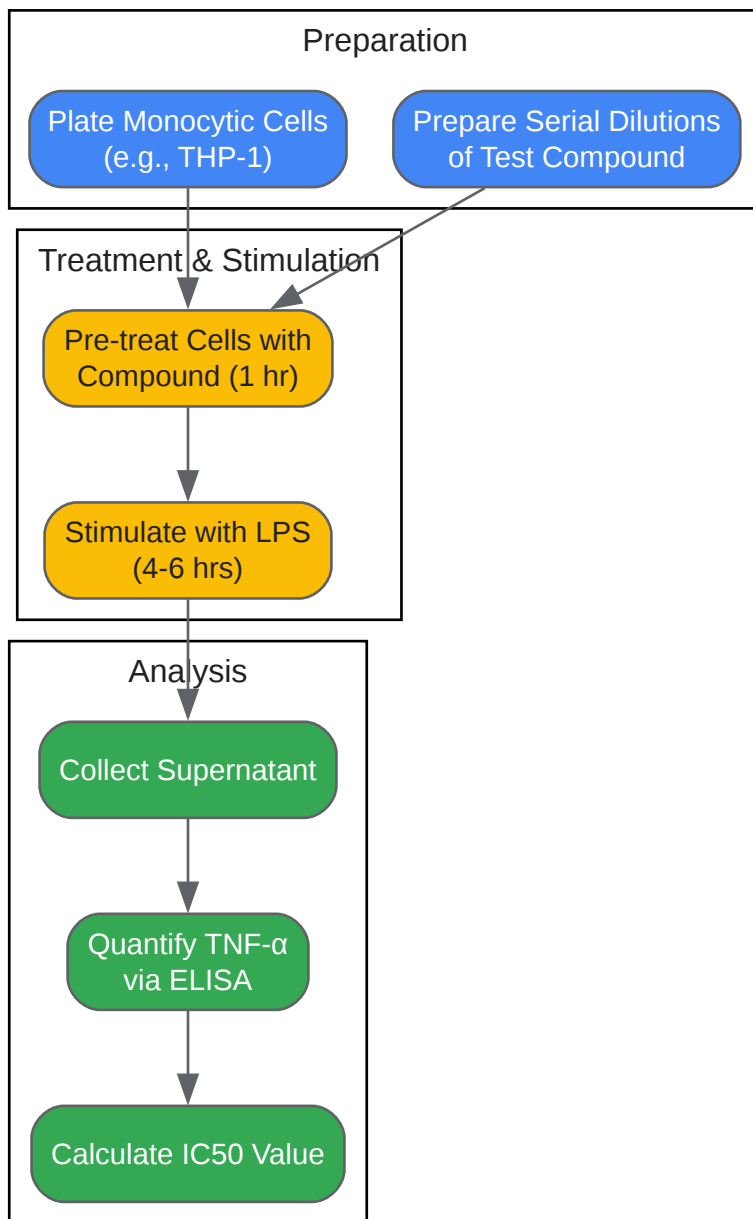 Preparation
Plate Monocytic Cells
(e.g., THP-1)
Prepare Serial Dilutions
of Test Compound
Treatment & Stimulation
Pre-treat Cells with
Compound (1 hr)
Stimulate with LPS
(4-6 hrs)
Analysis
Collect Supernatant
Quantify TNF-α
via ELISA
Calculate IC50 Value